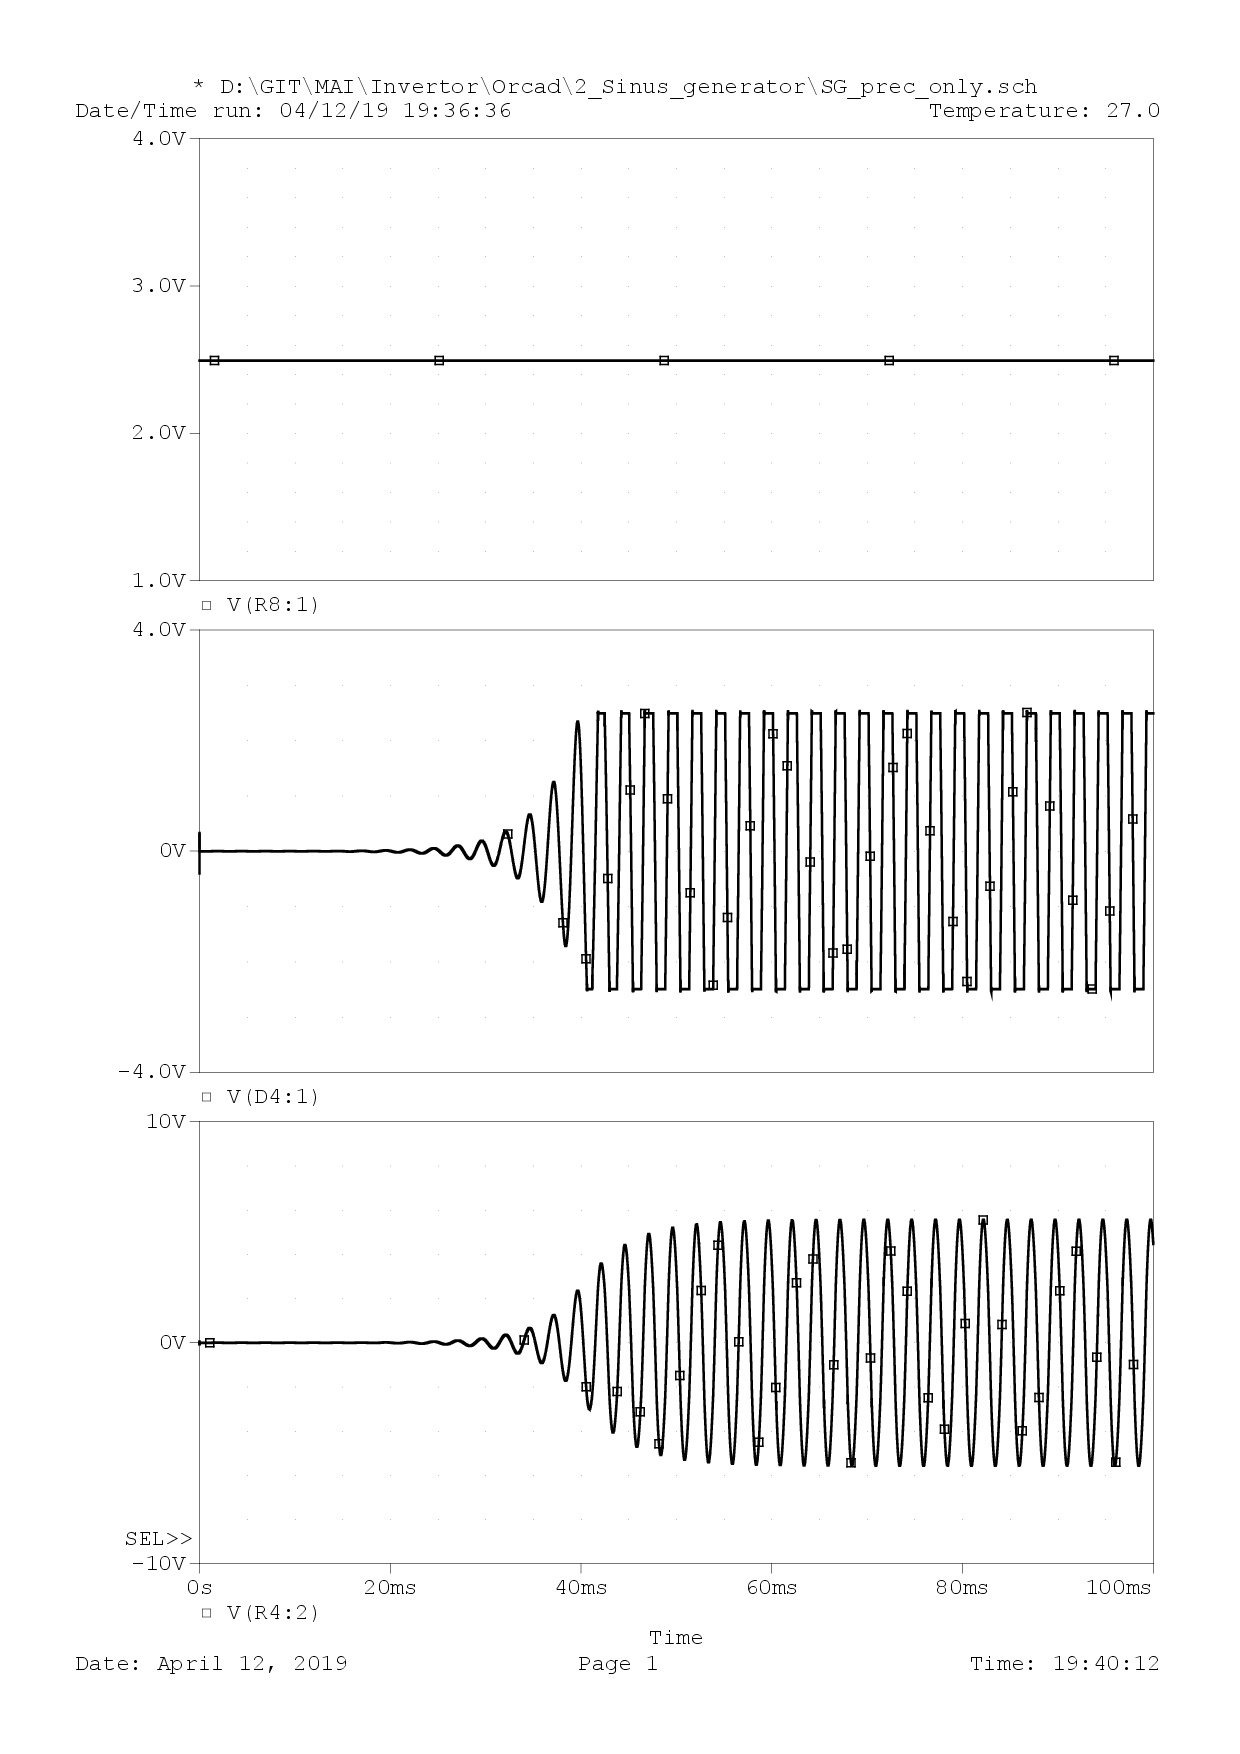 * D:\GIT\MAI\Invertor\Orcad\2_Sinus_generator\SG_prec_only.sch
Date/Time run: 04/12/19 19:36:36 Temperature: 27.0
4.0V
3.0V
2.0V
1.0V
V(R8:1)
4.0V
0V
-4.0V
V(D4:1)
10V
0V
SEL>>
-10V
0s 20ms 40ms 60ms 80ms 100ms
V(R4:2)
Time
Date: April 12, 2019 Page 1 Time: 19:40:12